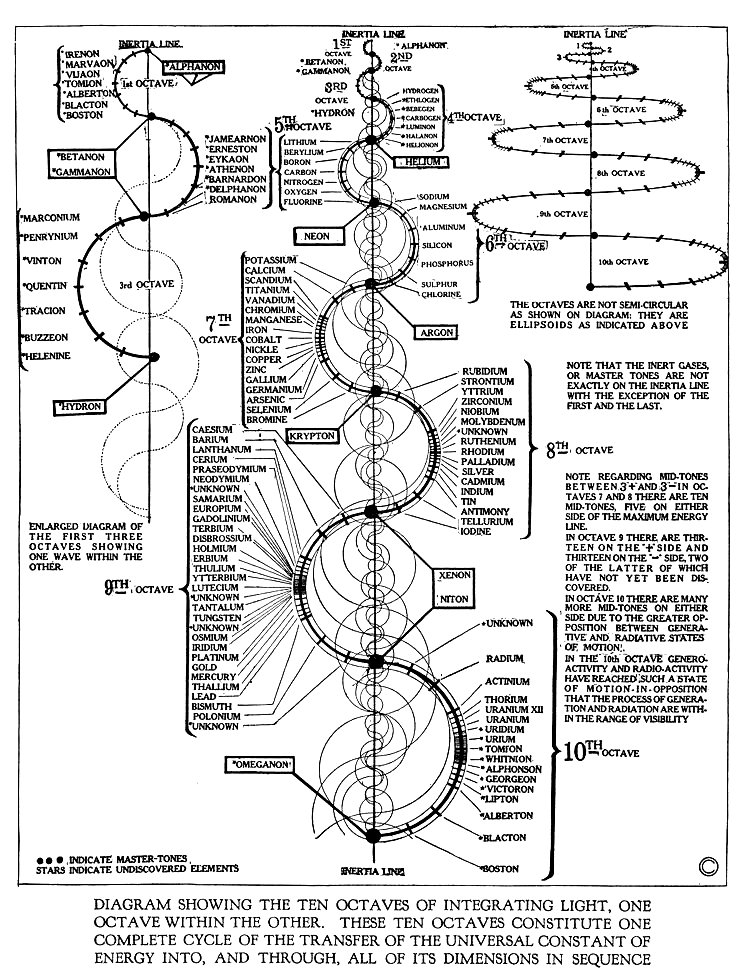 INERTIA LINE
*IRENON
*MARVAON
*VIJAON
*TOMION
*ALBERTON
*BLACTON
*BOSTON
*ALPHANON
1st OCTAVE
*BETANON
*GAMMANON
*JAMEARNON
*ERNESTON
*EYKAON
*ATHENON
*BARNARDON
*DELPHANON
ROMANON
*MARCONIUM
*PENRYNIUM
*VINTON
*QUENTIN
*TRACION
*BUZZEON
*HELENINE
3rd OCTAVE
*HYDRON
ENLARGED DIAGRAM OF
THE FIRST THREE
OCTAVES SHOWING
ONE WAVE WITHIN THE
OTHER.
INERTIA LINE
1ST
OCTAVE
*ALPHANON
*BETANON
*GAMMANON
2ND
OCTAVE
3RD
OCTAVE
*HYDRON
HYDROGEN
*ETHLOGEN
*BEBEGEN
*CARBOGEN
*LUMINON
*HALANON
*HELIONON
4TH OCTAVE
HELIUM
5TH
OCTAVE
LITHIUM
BERYLIUM
BORON
CARBON
NITROGEN
OXYGEN
FLUORINE
NEON
SODIUM
MAGNESIUM
ALUMINUM
SILICON
PHOSPHORUS
SULPHUR
CHLORINE
6TH OCTAVE
ARGON
7TH
OCTAVE
POTASSIUM
CALCIUM
SCANDIUM
TITANIUM
VANADIUM
CHROMIUM
MANGANESE
IRON
COBALT
NICKLE
COPPER
ZINC
GALLIUM
GERMANIUM
ARSENIC
SELENIUM
BROMINE
KRYPTON
RUBIDIUM
STRONTIUM
YTTRIUM
ZIRCONIUM
NIOBIUM
MOLYBDENUM
*UNKNOWN
RUTHENIUM
RHODIUM
PALLADIUM
SILVER
CADMIUM
INDIUM
TIN
ANTIMONY
TELLURIUM
IODINE
8TH OCTAVE
9TH OCTAVE
CAESIUM
BARIUM
LANTHANUM
CERIUM
PRASEODYMIUM
NEODYMIUM
*UNKNOWN
SAMARIUM
EUROPIUM
GADOLINIUM
TERBIUM
DISBROSSIUM
HOLMIUM
ERBIUM
THULIUM
YTTERBIUM
LUTECIUM
*UNKNOWN
TANTALUM
TUNGSTEN
*UNKNOWN
OSMIUM
IRIDIUM
PLATINUM
GOLD
MERCURY
THALLIUM
LEAD
BISMUTH
POLONIUM
*UNKNOWN
XENON
NITON
*UNKNOWN
RADIUM
ACTINIUM
THORIUM
URANIUM XII
URANIUM
*URIDIUM
*URIUM
*TOMION
*WHITNION
*ALPHONSON
*GEORGEON
*VICTORON
*LIPTON
*ALBERTON
*BLACTON
*BOSTON
10TH OCTAVE
*OMEGANON
INERTIA LINE
INERTIA LINE
1
2
3
5th OCTAVE
6th OCTAVE
7th OCTAVE
8th OCTAVE
9th OCTAVE
10th OCTAVE
THE OCTAVES ARE NOT SEMI-CIRCULAR
AS SHOWN ON DIAGRAM; THEY ARE
ELLIPSOIDS AS INDICATED ABOVE
NOTE THAT THE INERT GASES,
OR MASTER TONES ARE NOT
EXACTLY ON THE INERTIA LINE
WITH THE EXCEPTION OF THE
FIRST AND THE LAST.
NOTE REGARDING MID-TONES
BETWEEN 3+ AND 3- IN OC-
TAVES 7 AND 8 THERE ARE TEN
MID-TONES, FIVE ON EITHER
SIDE OF THE MAXIMUM ENERGY
LINE.
IN OCTAVE 9 THERE ARE THIR-
TEEN ON THE "+" SIDE AND
THIRTEEN ON THE "-" SIDE, TWO
OF THE LATTER OF WHICH
HAVE NOT YET BEEN DIS-
COVERED.
IN OCTAVE 10 THERE ARE MANY
MORE MID-TONES ON EITHER
SIDE DUE TO THE GREATER OP-
POSITION BETWEEN GENERA-
TIVE AND RADIATIVE STATES
OF MOTION.
IN THE 10th OCTAVE GENERO-
ACTIVITY AND RADIO-ACTIVITY
HAVE REACHED SUCH A STATE
OF MOTION-IN-OPPOSITION
THAT THE PROCESS OF GENERA-
TION AND RADIATION ARE WITH-
IN THE RANGE OF VISIBILITY
●●● INDICATE MASTER-TONES
STARS INDICATE UNDISCOVERED ELEMENTS
©
DIAGRAM SHOWING THE TEN OCTAVES OF INTEGRATING LIGHT, ONE
OCTAVE WITHIN THE OTHER. THESE TEN OCTAVES CONSTITUTE ONE
COMPLETE CYCLE OF THE TRANSFER OF THE UNIVERSAL CONSTANT OF
ENERGY INTO, AND THROUGH, ALL OF ITS DIMENSIONS IN SEQUENCE